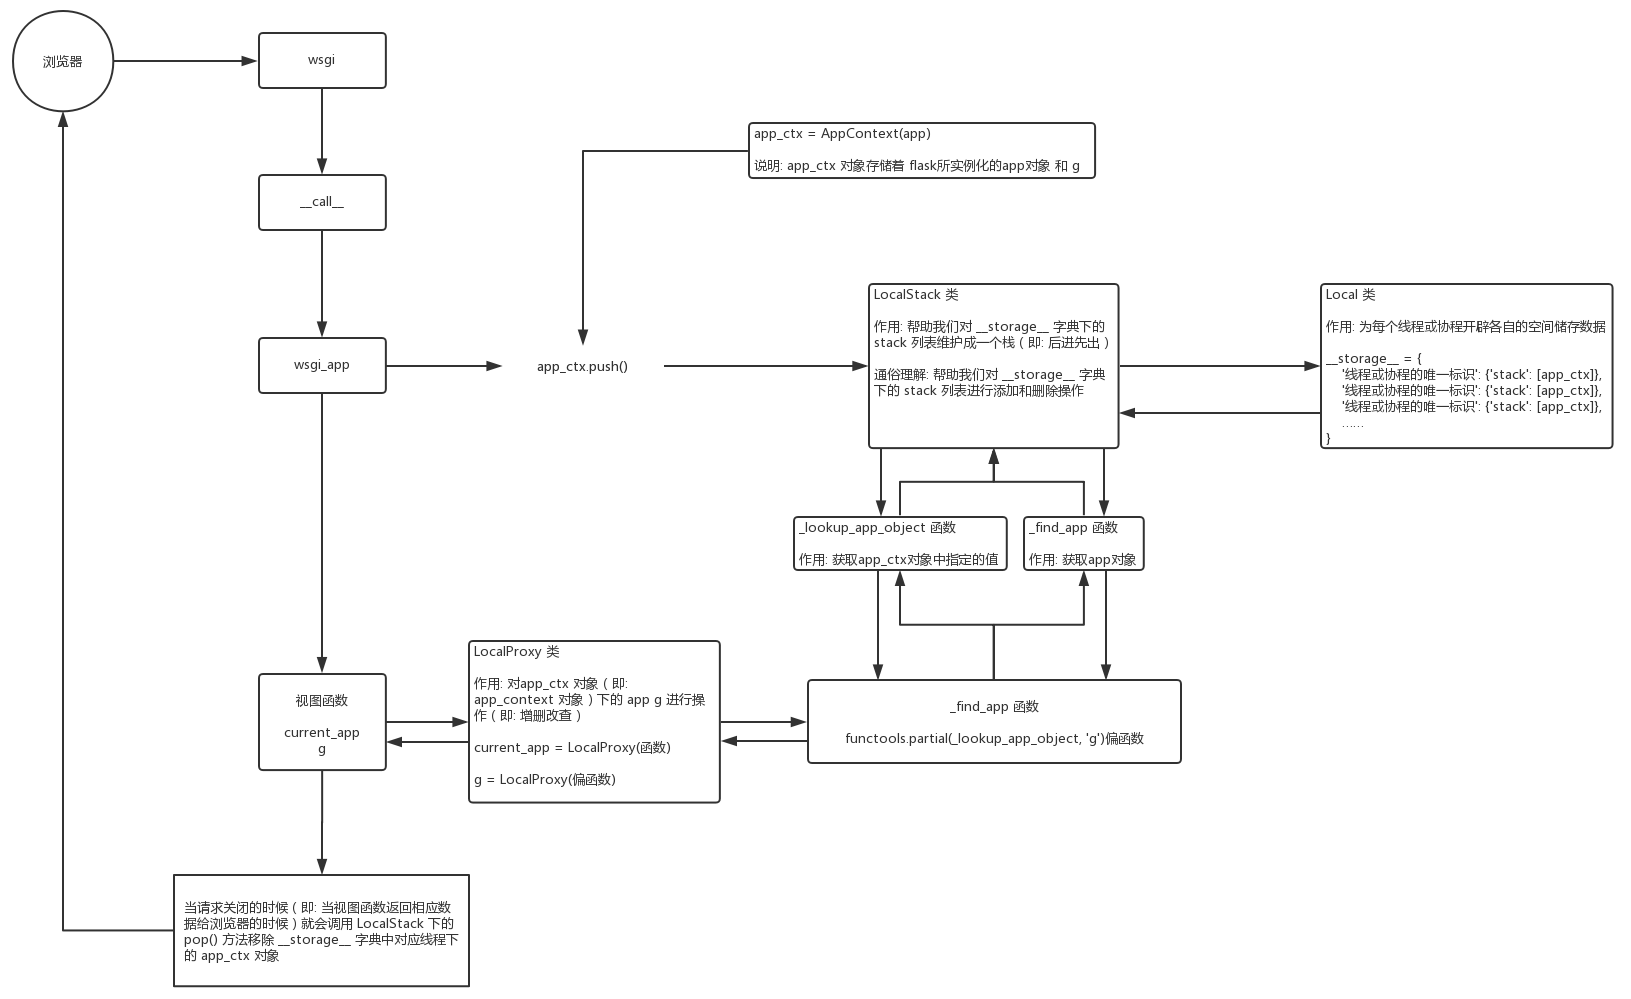 浏览器
wsgi
__call__
app_ctx = AppContext(app)
说明: app_ctx 对象存储着 flask所实例化的app对象 和 g
wsgi_app
app_ctx.push()
LocalStack 类
作用: 帮助我们对 __storage__ 字典下的
stack 列表维护成一个栈 ( 即: 后进先出 )
通俗理解: 帮助我们对 __storage__ 字典
下的 stack 列表进行添加和删除操作
Local 类
作用: 为每个线程或协程开辟各自的空间储存数据
__storage__ = {
'线程或协程的唯一标识': {'stack': [app_ctx]},
'线程或协程的唯一标识': {'stack': [app_ctx]},
'线程或协程的唯一标识': {'stack': [app_ctx]},
……
}
_lookup_app_object 函数
作用: 获取app_ctx对象中指定的值
_find_app 函数
作用: 获取app对象
视图函数
current_app
g
LocalProxy 类
作用: 对app_ctx 对象 ( 即:
app_context 对象 ) 下的 app g 进行操
作 ( 即: 增删改查 )
current_app = LocalProxy(函数)
g = LocalProxy(偏函数)
_find_app 函数
functools.partial(_lookup_app_object, 'g')偏函数
当请求关闭的时候 ( 即: 当视图函数返回相应数
据给浏览器的时候 ) 就会调用 LocalStack 下的
pop() 方法移除 __storage__ 字典中对应线程下
的 app_ctx 对象